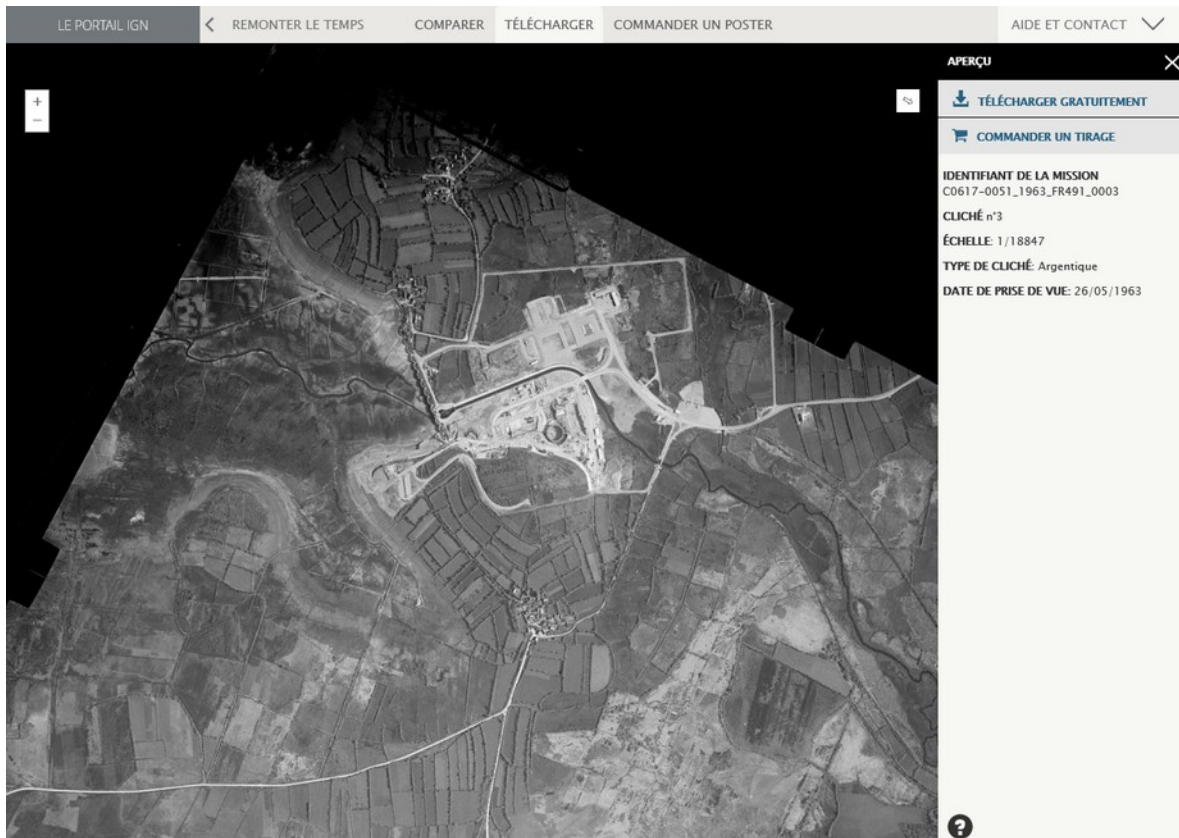 LE PORTAIL IGN
REMONTER LE TEMPS
COMPARER
TÉLÉCHARGER
COMMANDER UN POSTER
AIDE ET CONTACT
APERÇU
+
−
TÉLÉCHARGER GRATUITEMENT
COMMANDER UN TIRAGE
IDENTIFIANT DE LA MISSION
C0617-0051_1963_FR491_0003
CLICHÉ n°3
ÉCHELLE: 1/18847
TYPE DE CLICHÉ: Argentique
DATE DE PRISE DE VUE: 26/05/1963
?